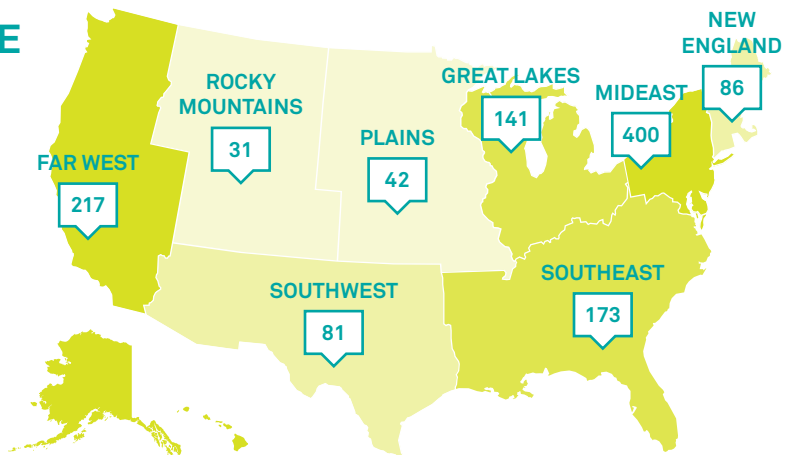 E
NEW
ENGLAND
86
GREAT LAKES
141
MIDEAST
400
ROCKY
MOUNTAINS
31
PLAINS
42
FAR WEST
217
SOUTHWEST
81
SOUTHEAST
173